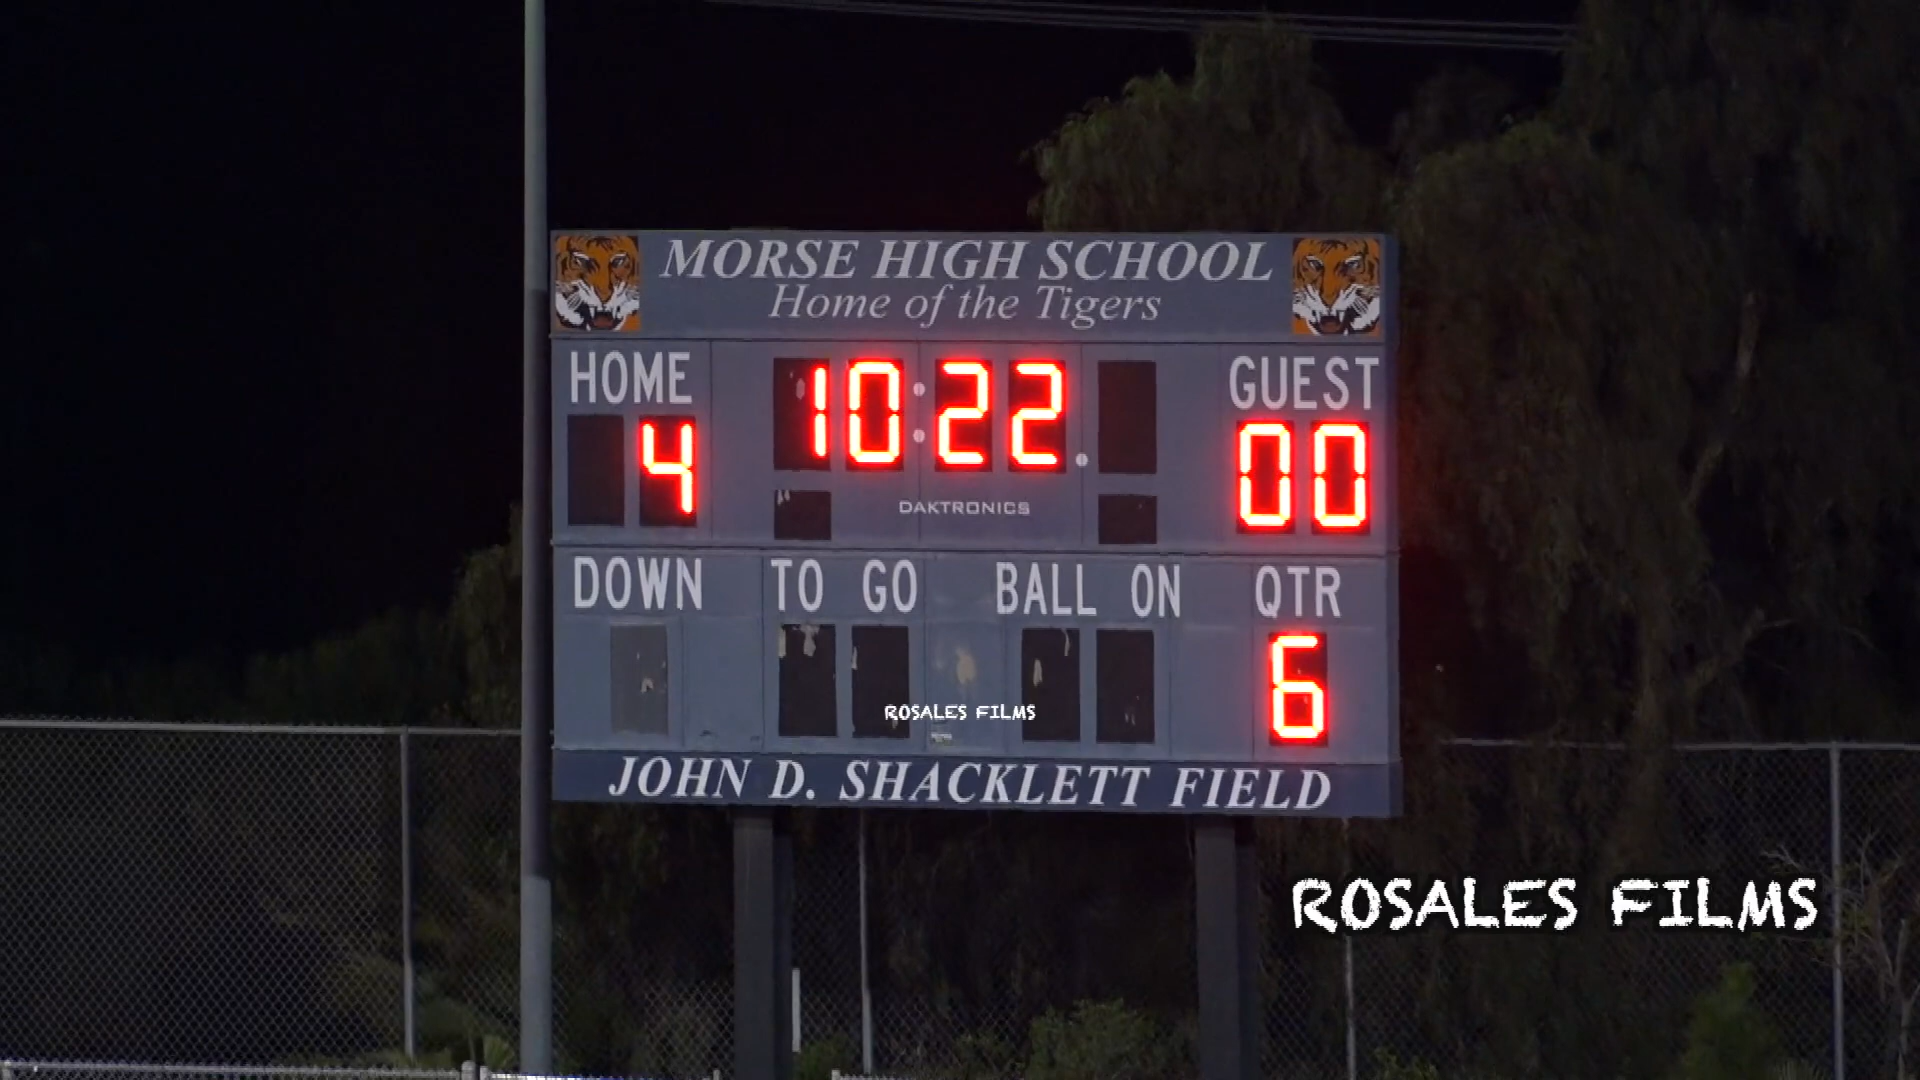 MORSE HIGH SCHOOL
Home of the Tigers
HOME 10:22. GUEST
4 00
DAKTRONICS
DOWN TO GO BALL ON QTR
6
ROSALES FILMS
JOHN D. SHACKLETT FIELD
ROSALES FILMS